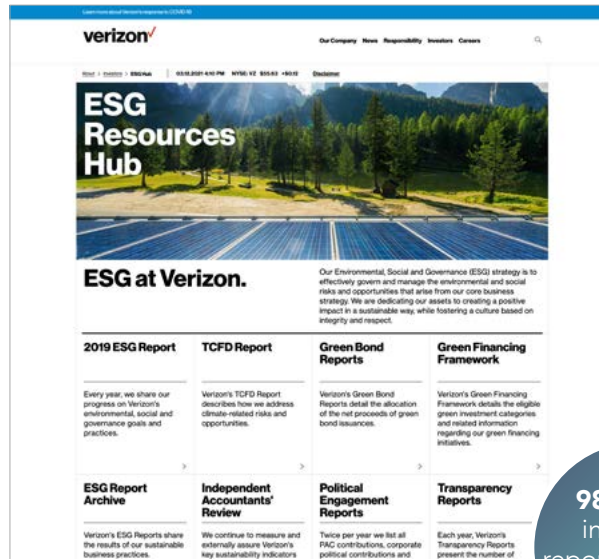 Learn more about Verizon's response to COVID-19
verizon✓
Our Company News Responsibility Investors Careers
About > Investors > ESG Hub
03.12.2021 4:10 PM NYSE: VZ $55.63 +$0.12 Disclaimer
ESG
Resources
Hub
ESG at Verizon.
Our Environmental, Social and Governance (ESG) strategy is to
effectively govern and manage the environmental and social
risks and opportunities that arise from our core business
strategy. We are dedicating our assets to creating a positive
impact in a sustainable way, while fostering a culture based on
integrity and respect.
2019 ESG Report
Every year, we share our
progress on Verizon's
environmental, social and
governance goals and
practices.
TCFD Report
Verizon's TCFD Report
describes how we address
climate-related risks and
opportunities.
Green Bond
Reports
Verizon's Green Bond
Reports detail the allocation
of the net proceeds of green
bond issuances.
Green Financing
Framework
Verizon's Green Financing
Framework details the eligible
green investment categories
and related information
regarding our green financing
initiatives.
ESG Report
Archive
Verizon's ESG Reports share
the results of our sustainable
business practices.
Independent
Accountants'
Review
We continue to measure and
externally assure Verizon's
key sustainability indicators
Political
Engagement
Reports
Twice per year we list all
PAC contributions, corporate
political contributions and
Transparency
Reports
Each year, Verizon's
Transparency Reports
present the number of
98
in
repo